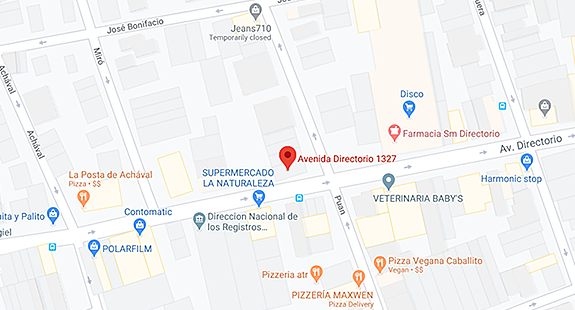 José Bonifacio
Jeans710
Temporarily closed
Miró
Achával
Achával
Disco
Farmacia Sm Directorio
Av. Directorio
Avenida Directorio 1327
Harmonic stop
La Posta de Achával
Pizza • $$
SUPERMERCADO
LA NATURALEZA
VETERINARIA BABY'S
Puan
Contomatic
Direccion Nacional de
los Registros...
POLARFILM
ita y Palito
giel
Pizza Vegana Caballito
Vegan • $$
Pizzeria atr
PIZZERÍA MAXWEN
Pizza Delivery
uera